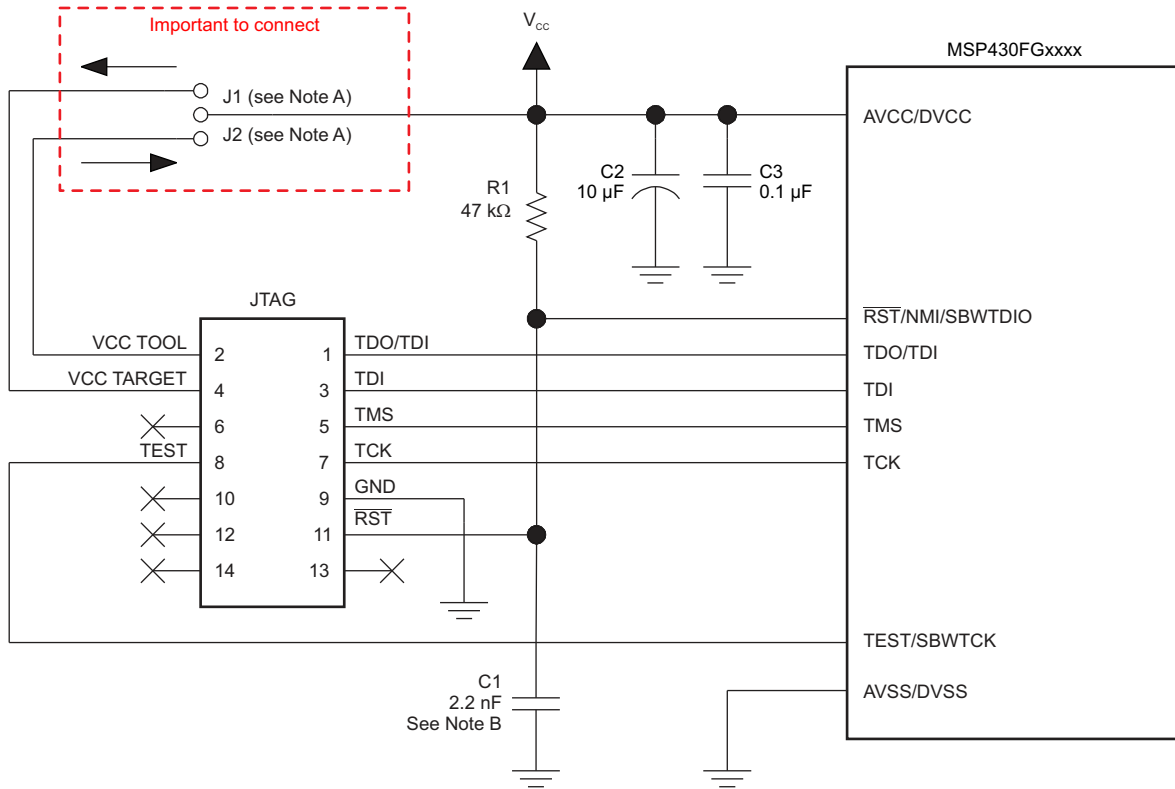 Important to connect
V_CC
MSP430FGxxxx
J1 (see Note A)
J2 (see Note A)
AVCC/DVCC
R1
47 kΩ
C2
10 µF
C3
0.1 µF
JTAG
RST/NMI/SBWTDIO
VCC TOOL
2
1
TDO/TDI
TDO/TDI
VCC TARGET
4
3
TDI
TDI
6
5
TMS
TMS
TEST
8
7
TCK
TCK
10
9
GND
12
11
RST
14
13
TEST/SBWTCK
C1
2.2 nF
See Note B
AVSS/DVSS